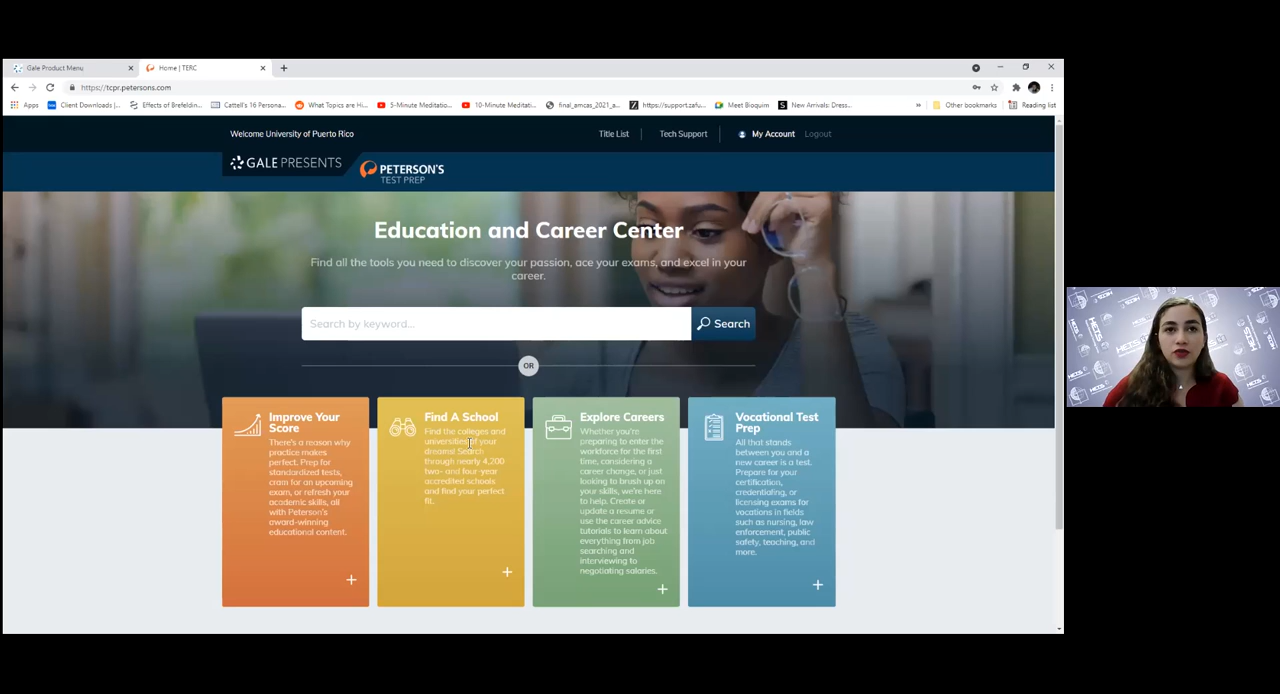 Gale Product Menu
Home | TERC
https://tcpr.petersons.com
Apps
Client Downloads |...
Effects of Brefeldin...
Cattell's 16 Persona...
What Topics are Hi...
5-Minute Meditatio...
10-Minute Meditati...
final_amcas_2021_a...
https://support.zafu...
Meet Bioquim
New Arrivals: Dress...
»
Other bookmarks
Reading list
Welcome University of Puerto Rico
Title List
Tech Support
My Account
Logout
GALE PRESENTS
PETERSON'S
TEST PREP
Education and Career Center
Find all the tools you need to discover your passion, ace your exams, and excel in your
career.
Search by keyword...
Search
OR
Improve Your
Score
There's a reason why
practice makes
perfect. Prep for
standardized tests,
cram for an upcoming
exam, or refresh your
academic skills, all
with Peterson's
award-winning
educational content.
+
Find A School
Find the colleges and
universities of your
dreams! Search
through nearly 4,200
two- and four-year
accredited schools
and find your perfect
fit.
+
Explore Careers
Whether you're
preparing to enter the
workforce for the first
time, considering a
career change, or just
looking to brush up on
your skills, we're here
to help. Create or
update a resume or
use the career advice
tutorials to learn about
everything from job
searching and
interviewing to
negotiating salaries.
+
Vocational Test
Prep
All that stands
between you and a
new career is a test.
Prepare for your
certification,
credentialing, or
licensing exams for
vocations in fields
such as nursing, law
enforcement, public
safety, teaching, and
more.
+